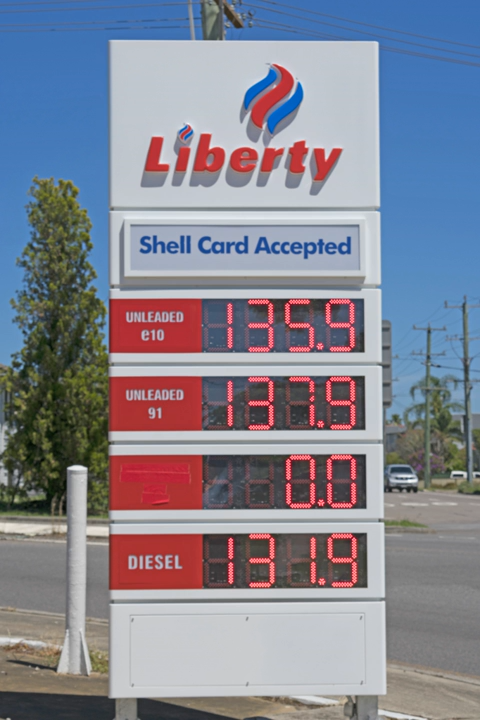 Liberty
Shell Card Accepted
UNLEADED
e10
135.9
UNLEADED
91
137.9
0.0
DIESEL
131.9